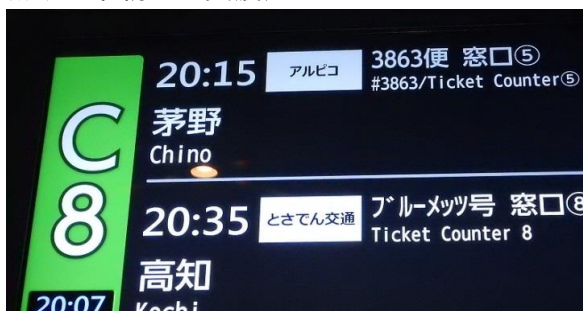 C
8
20:07
20:15 アルピコ 3863便 窓口⑤
#3863/Ticket Counter⑤
茅野
Chino
20:35 とさでん交通 ブルーメッツ号 窓口⑧
Ticket Counter 8
高知
Kochi